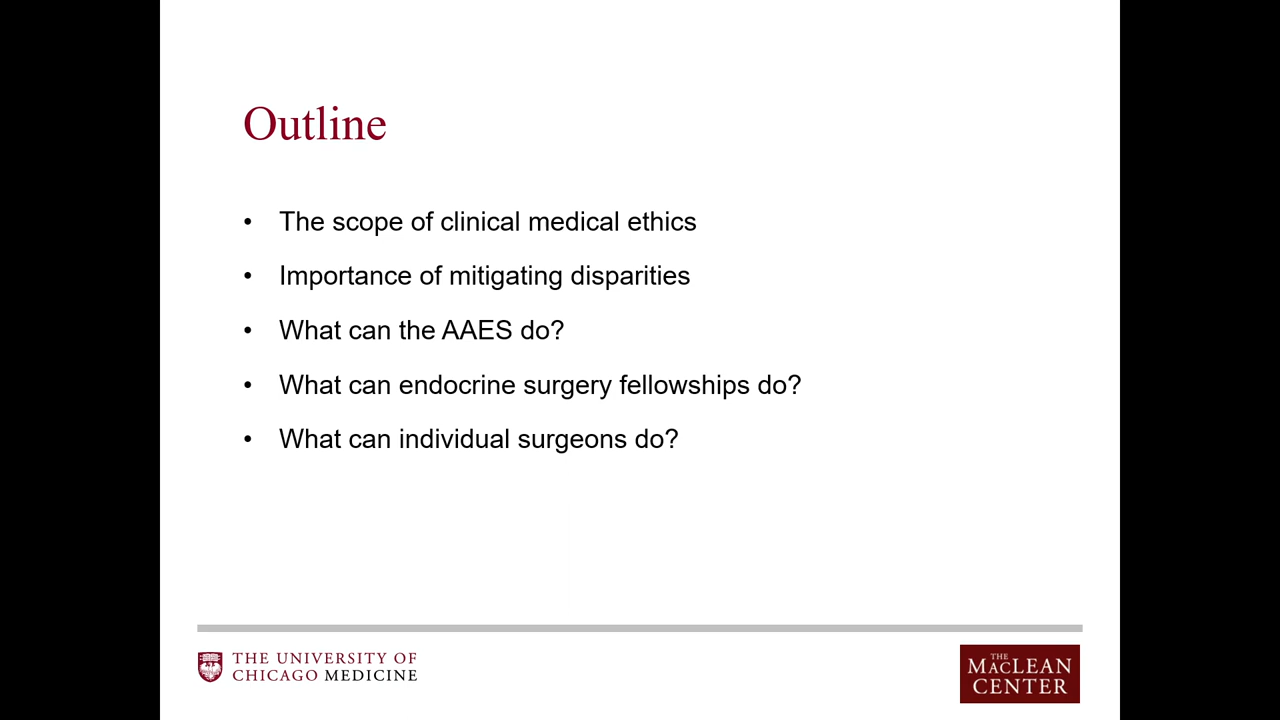 Outline
• The scope of clinical medical ethics
• Importance of mitigating disparities
• What can the AAES do?
• What can endocrine surgery fellowships do?
• What can individual surgeons do?
THE UNIVERSITY OF
CHICAGO MEDICINE
THE
MACLEAN
CENTER